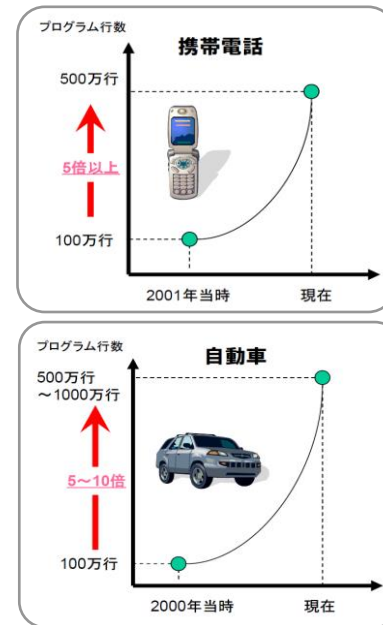 プログラム行数
携帯電話
500万行
5倍以上
100万行
2001年当時 現在
プログラム行数
自動車
500万行
～1000万行
5～10倍
100万行
2000年当時 現在